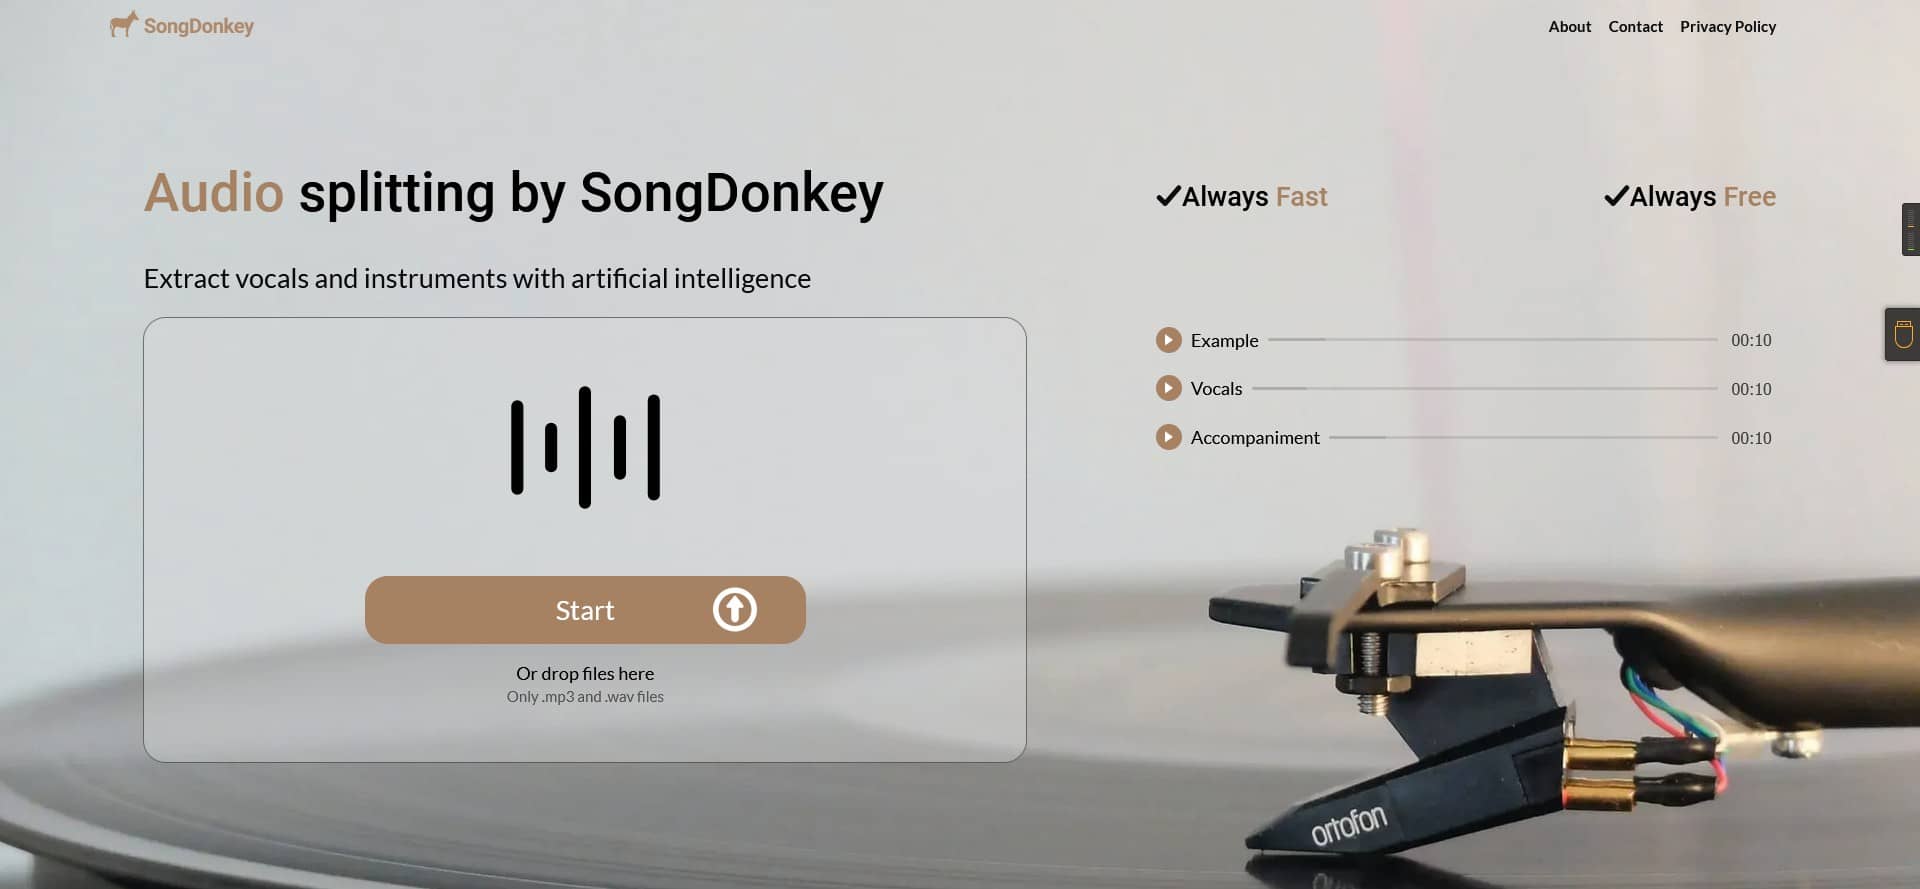 SongDonkey
About Contact Privacy Policy
Audio splitting by SongDonkey
Always Fast
Always Free
Extract vocals and instruments with artificial intelligence
Start
Or drop files here
Only .mp3 and .wav files
Example 00:10
Vocals 00:10
Accompaniment 00:10
ortofon